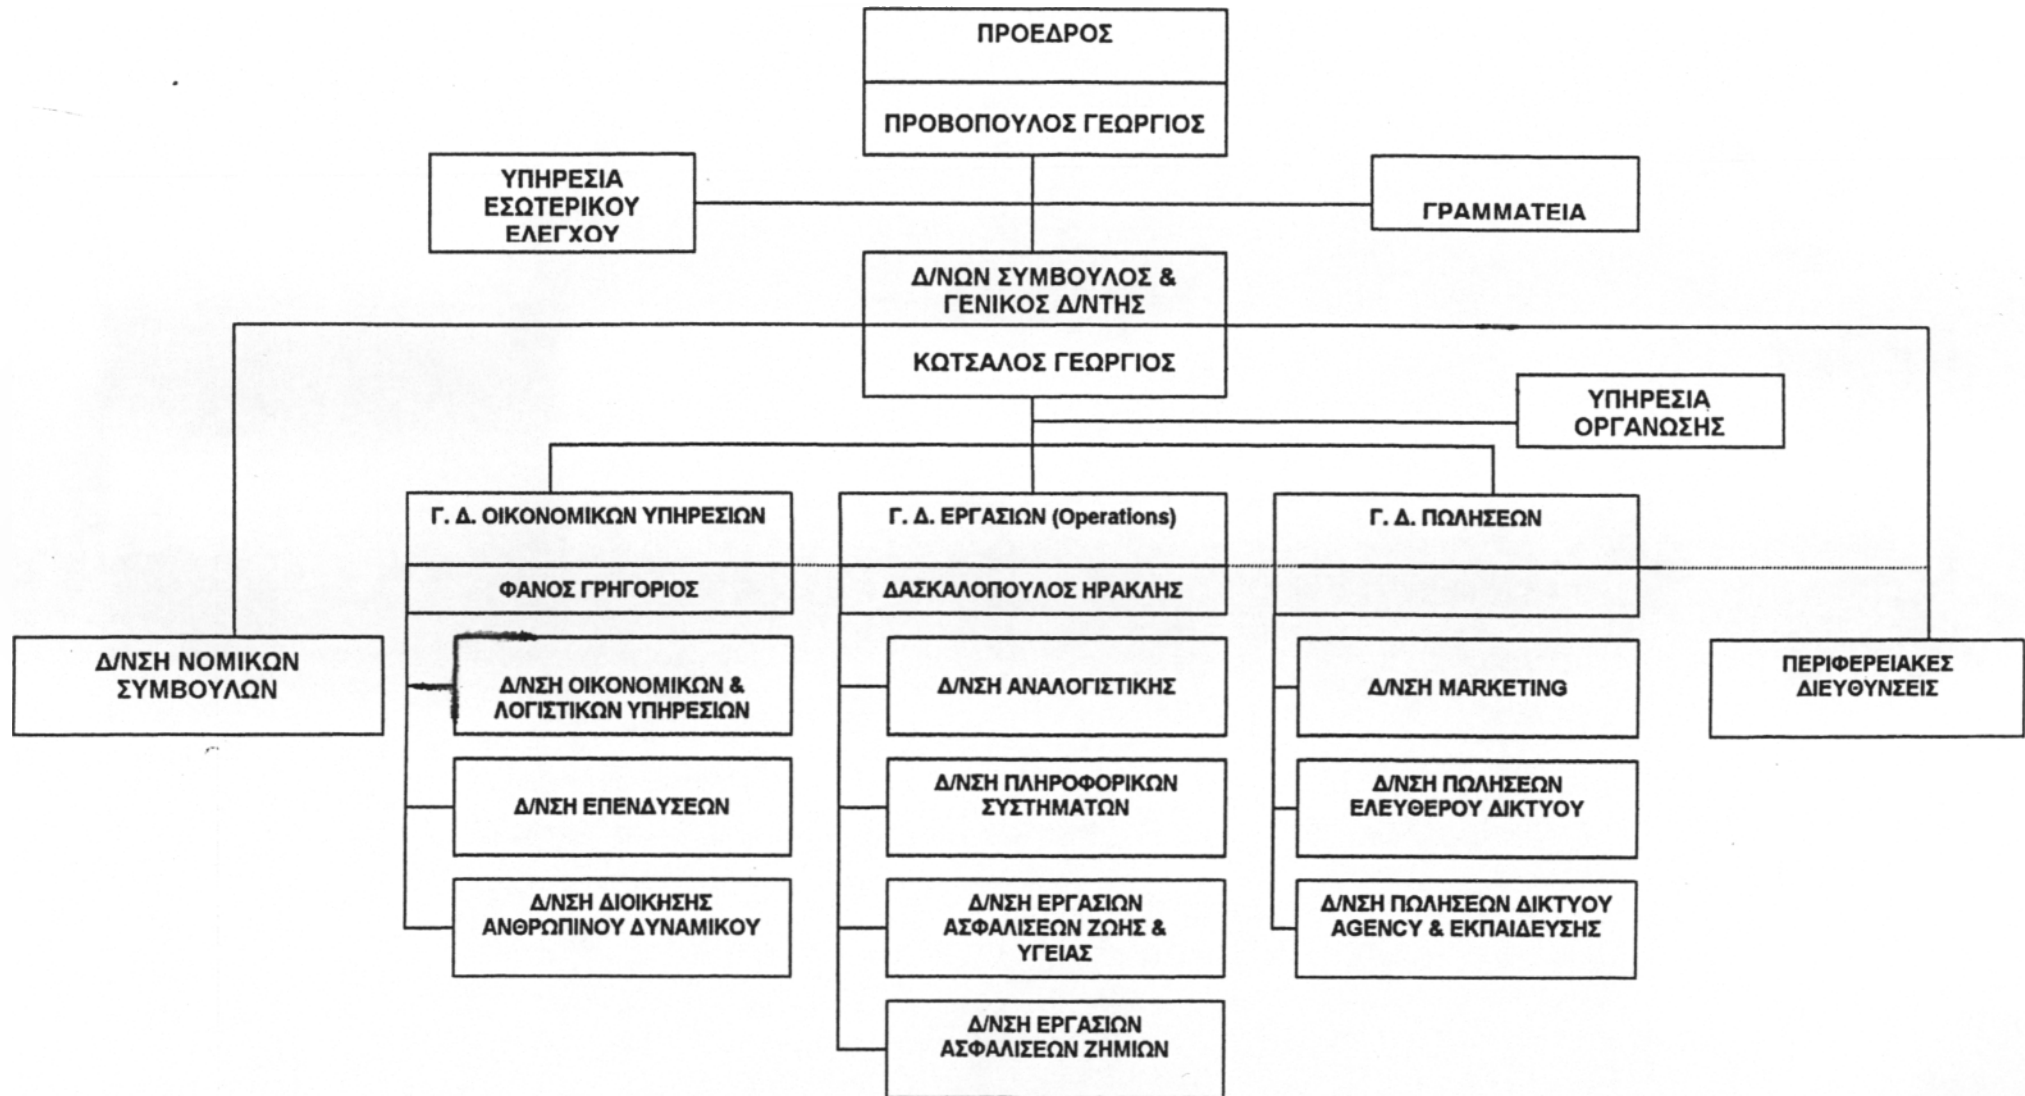 ΠΡΟΕΔΡΟΣ
ΠΡΟΒΟΠΟΥΛΟΣ ΓΕΩΡΓΙΟΣ
ΥΠΗΡΕΣΙΑ
ΕΣΩΤΕΡΙΚΟΥ
ΕΛΕΓΧΟΥ
ΓΡΑΜΜΑΤΕΙΑ
Δ/ΝΩΝ ΣΥΜΒΟΥΛΟΣ &
ΓΕΝΙΚΟΣ Δ/ΝΤΗΣ
ΚΩΤΣΑΛΟΣ ΓΕΩΡΓΙΟΣ
ΥΠΗΡΕΣΙΑ
ΟΡΓΑΝΩΣΗΣ
Γ. Δ. ΟΙΚΟΝΟΜΙΚΩΝ ΥΠΗΡΕΣΙΩΝ
ΦΑΝΟΣ ΓΡΗΓΟΡΙΟΣ
Γ. Δ. ΕΡΓΑΣΙΩΝ (Operations)
ΔΑΣΚΑΛΟΠΟΥΛΟΣ ΗΡΑΚΛΗΣ
Γ. Δ. ΠΩΛΗΣΕΩΝ
Δ/ΝΣΗ ΝΟΜΙΚΩΝ
ΣΥΜΒΟΥΛΩΝ
Δ/ΝΣΗ ΟΙΚΟΝΟΜΙΚΩΝ &
ΛΟΓΙΣΤΙΚΩΝ ΥΠΗΡΕΣΙΩΝ
Δ/ΝΣΗ ΑΝΑΛΟΓΙΣΤΙΚΗΣ
Δ/ΝΣΗ MARKETING
ΠΕΡΙΦΕΡΕΙΑΚΕΣ
ΔΙΕΥΘΥΝΣΕΙΣ
Δ/ΝΣΗ ΕΠΕΝΔΥΣΕΩΝ
Δ/ΝΣΗ ΠΛΗΡΟΦΟΡΙΚΩΝ
ΣΥΣΤΗΜΑΤΩΝ
Δ/ΝΣΗ ΠΩΛΗΣΕΩΝ
ΕΛΕΥΘΕΡΟΥ ΔΙΚΤΥΟΥ
Δ/ΝΣΗ ΔΙΟΙΚΗΣΗΣ
ΑΝΘΡΩΠΙΝΟΥ ΔΥΝΑΜΙΚΟΥ
Δ/ΝΣΗ ΕΡΓΑΣΙΩΝ
ΑΣΦΑΛΙΣΕΩΝ ΖΩΗΣ &
ΥΓΕΙΑΣ
Δ/ΝΣΗ ΠΩΛΗΣΕΩΝ ΔΙΚΤΥΟΥ
AGENCY & ΕΚΠΑΙΔΕΥΣΗΣ
Δ/ΝΣΗ ΕΡΓΑΣΙΩΝ
ΑΣΦΑΛΙΣΕΩΝ ΖΗΜΙΩΝ